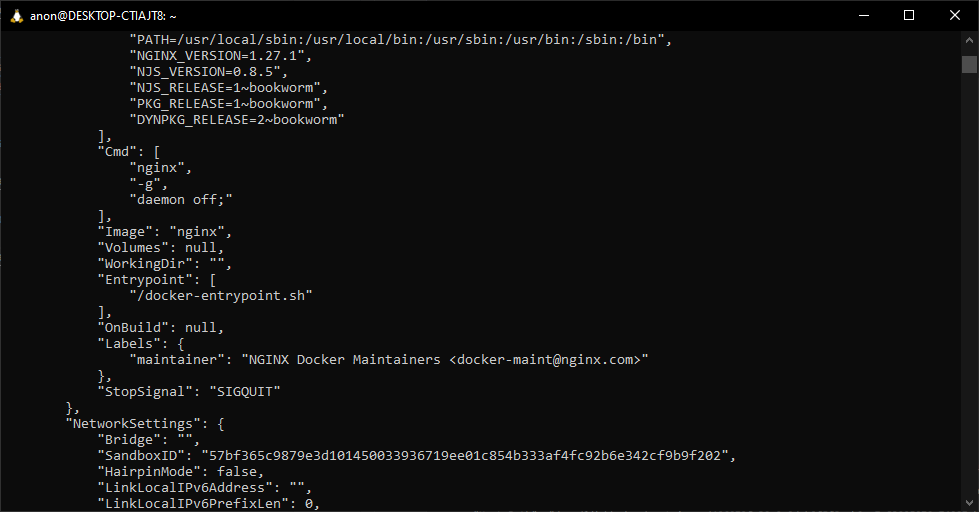 anon@DESKTOP-CTIAJT8: ~
"PATH=/usr/local/sbin:/usr/local/bin:/usr/sbin:/usr/bin:/sbin:/bin",
"NGINX_VERSION=1.27.1",
"NJS_VERSION=0.8.5",
"NJS_RELEASE=1~bookworm",
"PKG_RELEASE=1~bookworm",
"DYNPKG_RELEASE=2~bookworm"
],
"Cmd": [
"nginx",
"-g",
"daemon off;"
],
"Image": "nginx",
"Volumes": null,
"WorkingDir": "",
"Entrypoint": [
"/docker-entrypoint.sh"
],
"OnBuild": null,
"Labels": {
"maintainer": "NGINX Docker Maintainers <docker-maint@nginx.com>"
},
"StopSignal": "SIGQUIT"
},
"NetworkSettings": {
"Bridge": "",
"SandboxID": "57bf365c9879e3d101450033936719ee01c854b333af4fc92b6e342cf9b9f202",
"HairpinMode": false,
"LinkLocalIPv6Address": "",
"LinkLocalIPv6PrefixLen": 0,